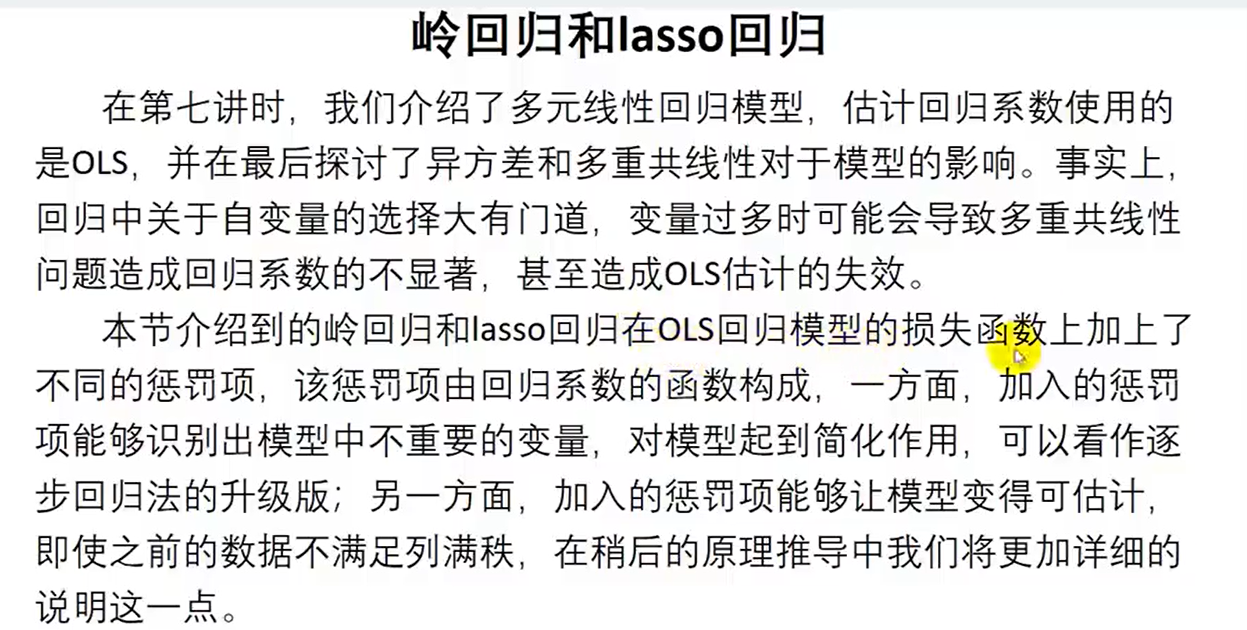 岭回归和lasso回归
在第七讲时，我们介绍了多元线性回归模型，估计回归系数使用的
是OLS，并在最后探讨了异方差和多重共线性对于模型的影响。事实上，
回归中关于自变量的选择大有门道，变量过多时可能会导致多重共线性
问题造成回归系数的不显著，甚至造成OLS估计的失效。
本节介绍到的岭回归和lasso回归在OLS回归模型的损失函数上加上了
不同的惩罚项，该惩罚项由回归系数的函数构成，一方面，加入的惩罚
项能够识别出模型中不重要的变量，对模型起到简化作用，可以看作逐
步回归法的升级版；另一方面，加入的惩罚项能够让模型变得可估计，
即使之前的数据不满足列满秩，在稍后的原理推导中我们将更加详细的
说明这一点。